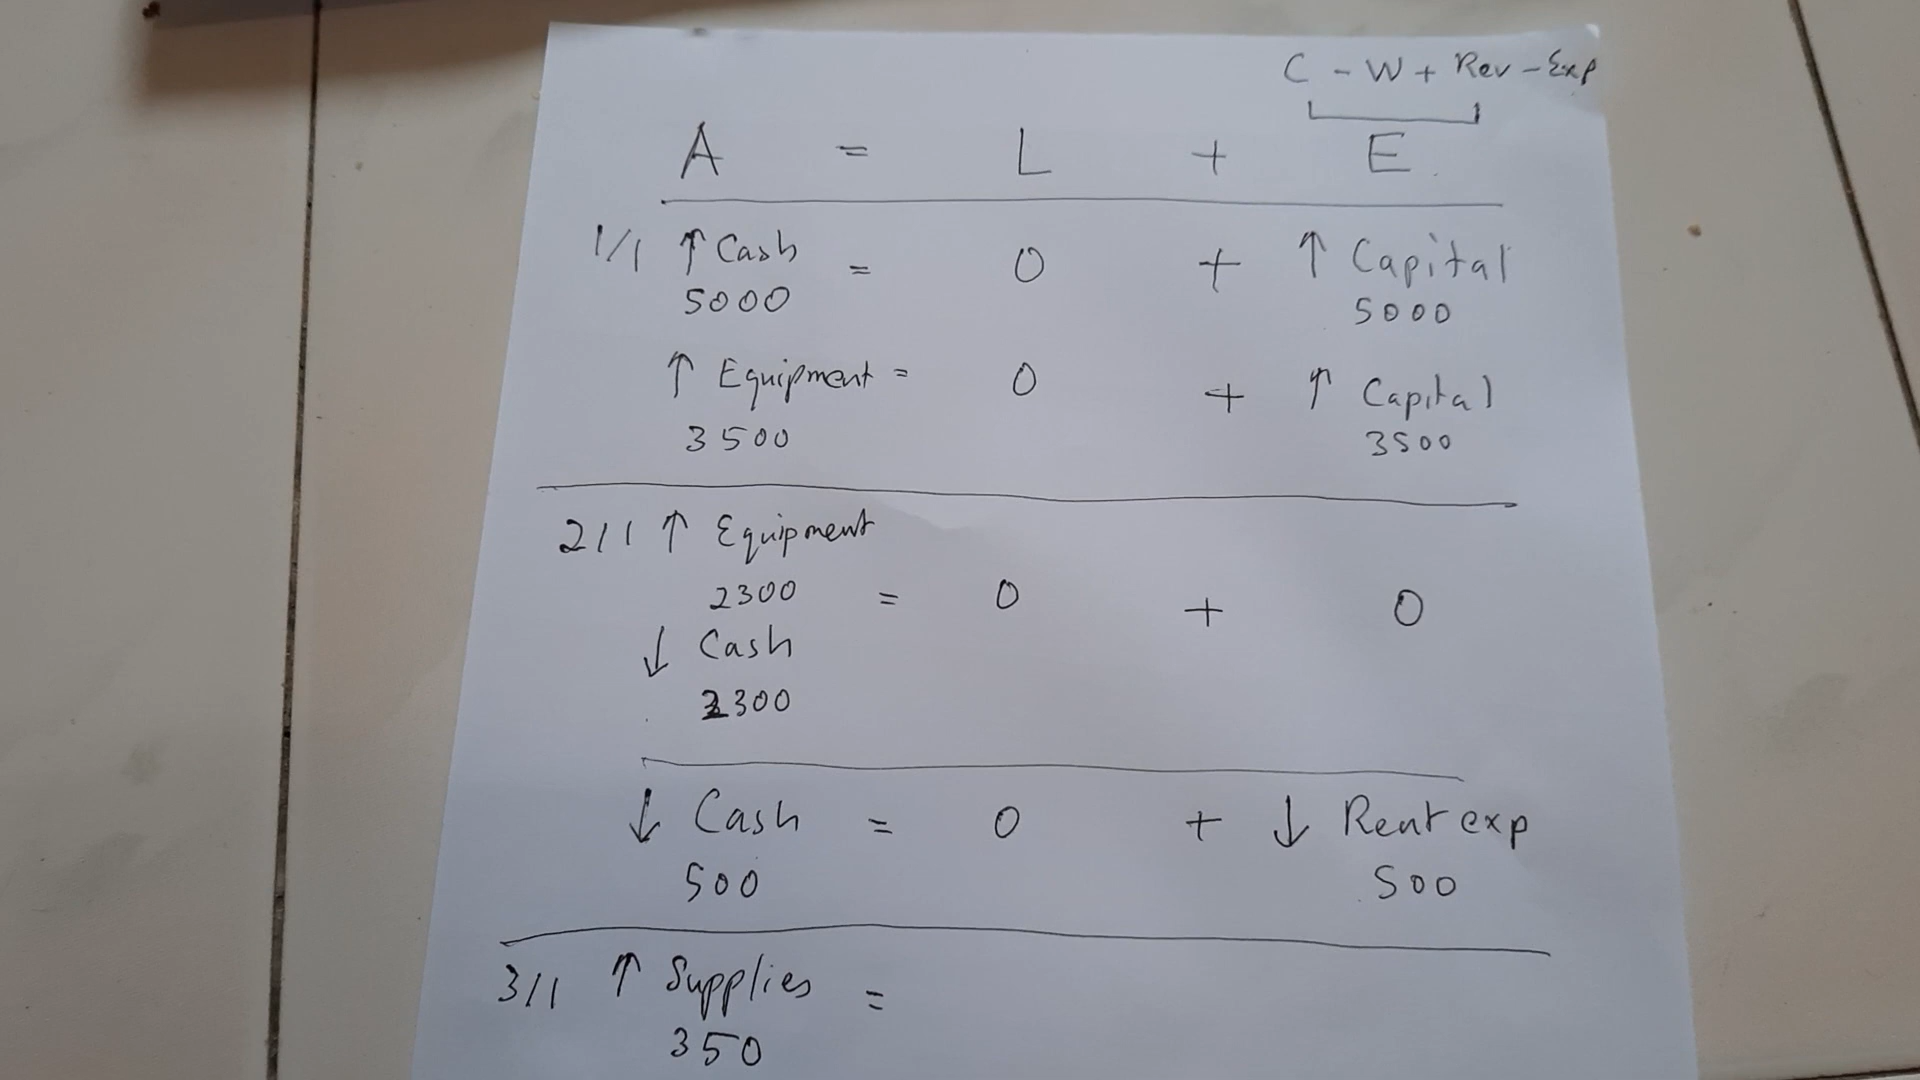 C - W + Rev - Exp
A = L + E
1/1 ↑ Cash = 0 + ↑ Capital
5000 5000
↑ Equipment = 0 + ↑ Capital
3500 3500
2/1 ↑ Equipment
2300 = 0 + 0
↓ Cash
2300
↓ Cash = 0 + ↓ Rent exp
500 500
3/1 ↑ Supplies =
350